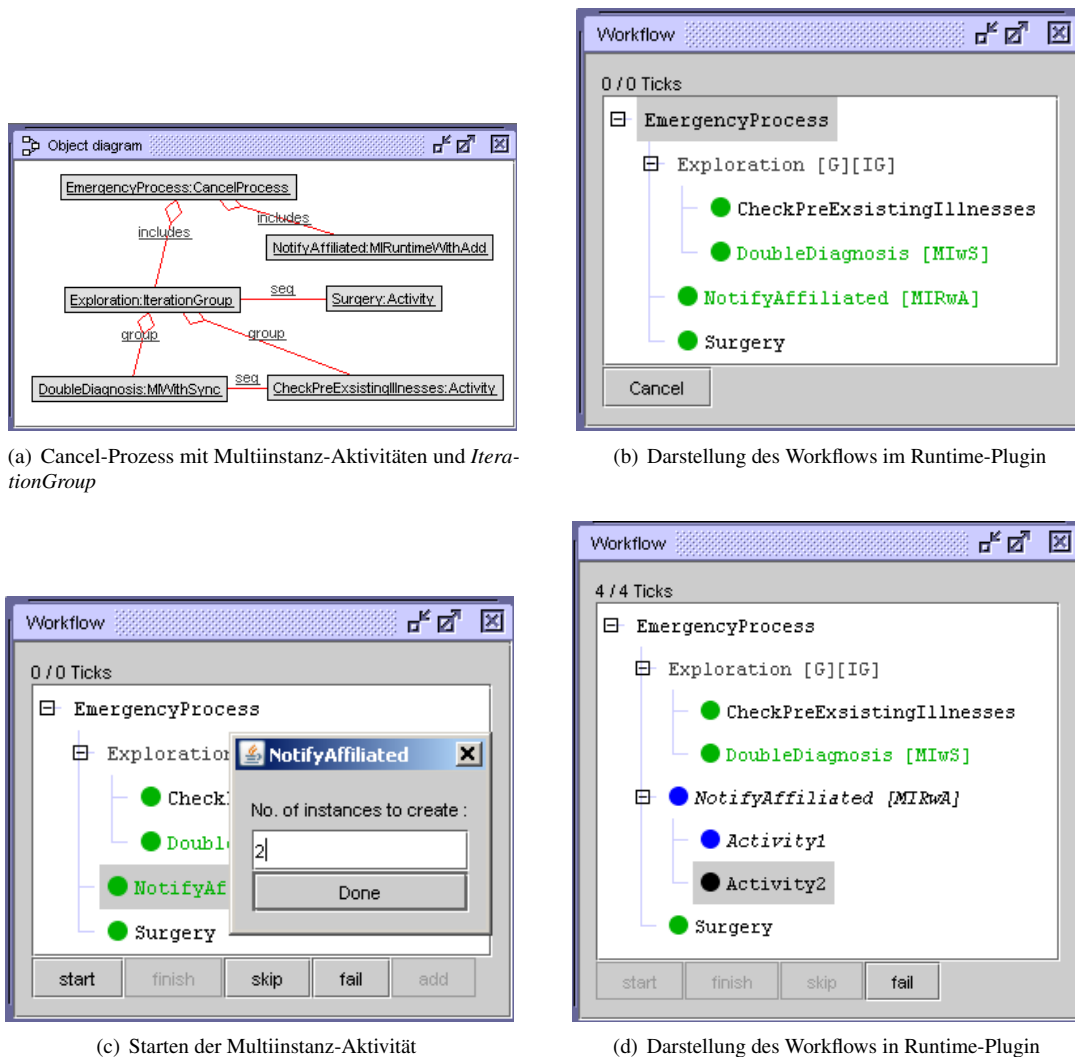 Object diagram
EmergencyProcess:CancelProcess
includes
includes
NotifyAffiliated:MIRuntimeWithAdd
Exploration:IterationGroup
seq
Surgery:Activity
group
group
DoubleDiagnosis:MIWithSync
seq
CheckPreExsistingIllnesses:Activity
(a) Cancel-Prozess mit Multiinstanz-Aktivitäten und Itera-
tionGroup
Workflow
0 / 0 Ticks
EmergencyProcess
Exploration [G][IG]
CheckPreExsistingIllnesses
DoubleDiagnosis [MIwS]
NotifyAffiliated [MIRwA]
Surgery
Cancel
(b) Darstellung des Workflows im Runtime-Plugin
Workflow
0 / 0 Ticks
EmergencyProcess
Exploration
Check
Double
NotifyAf
Surgery
NotifyAffiliated
No. of instances to create :
2
Done
start finish skip fail add
(c) Starten der Multiinstanz-Aktivität
Workflow
4 / 4 Ticks
EmergencyProcess
Exploration [G][IG]
CheckPreExsistingIllnesses
DoubleDiagnosis [MIwS]
NotifyAffiliated [MIRwA]
Activity1
Activity2
Surgery
start finish skip fail
(d) Darstellung des Workflows in Runtime-Plugin